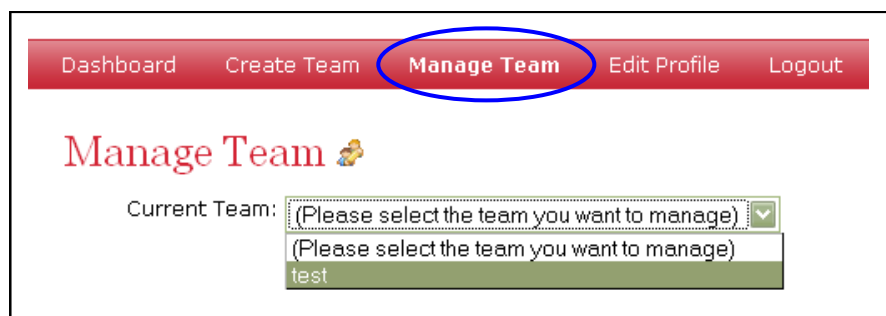 Dashboard Create Team Manage Team Edit Profile Logout
Manage Team
Current Team: (Please select the team you want to manage)
(Please select the team you want to manage)
test